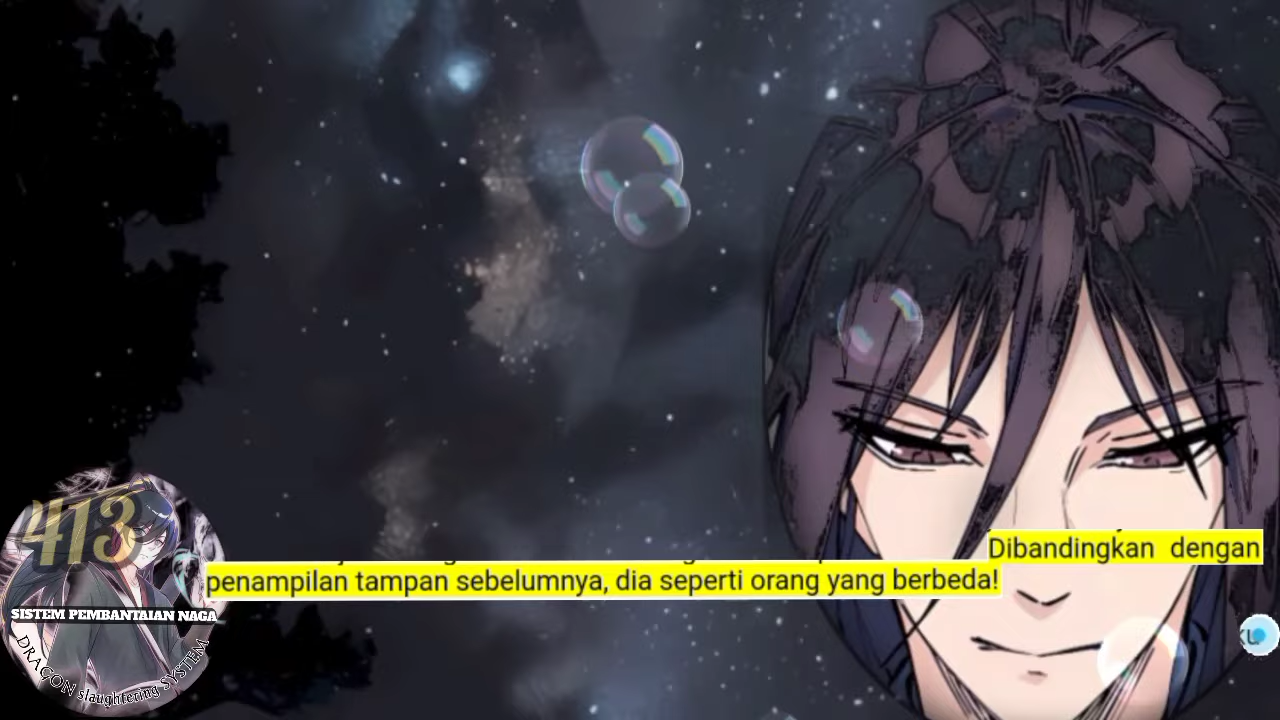 413
Dibandingkan dengan
penampilan tampan sebelumnya, dia seperti orang yang berbeda!
SISTEM PEMBANTAIAN NAGA
DRAGON slaughtering SYSTEM